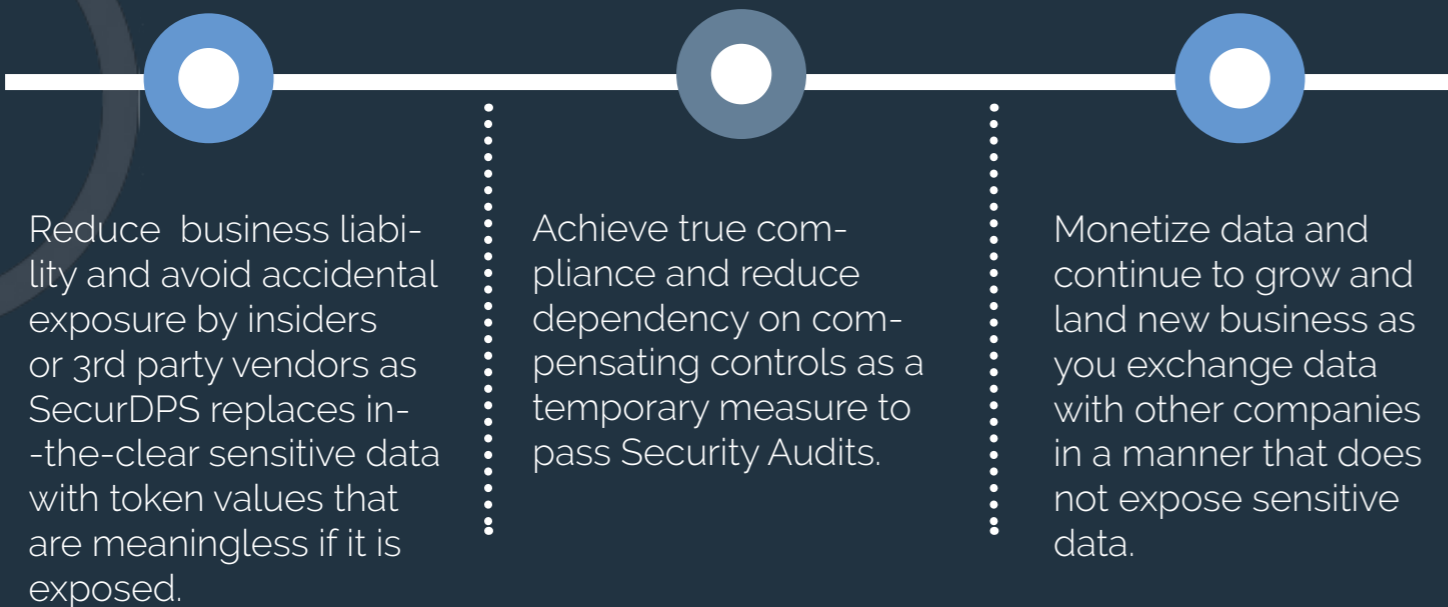 Reduce  business liabi-
lity and avoid accidental
exposure by insiders
or 3rd party vendors as
SecurDPS replaces in-
-the-clear sensitive data
with token values that
are meaningless if it is
exposed.
Achieve true com-
pliance and reduce
dependency on com-
pensating controls as a
temporary measure to
pass Security Audits.
Monetize data and
continue to grow and
land new business as
you exchange data
with other companies
in a manner that does
not expose sensitive
data.